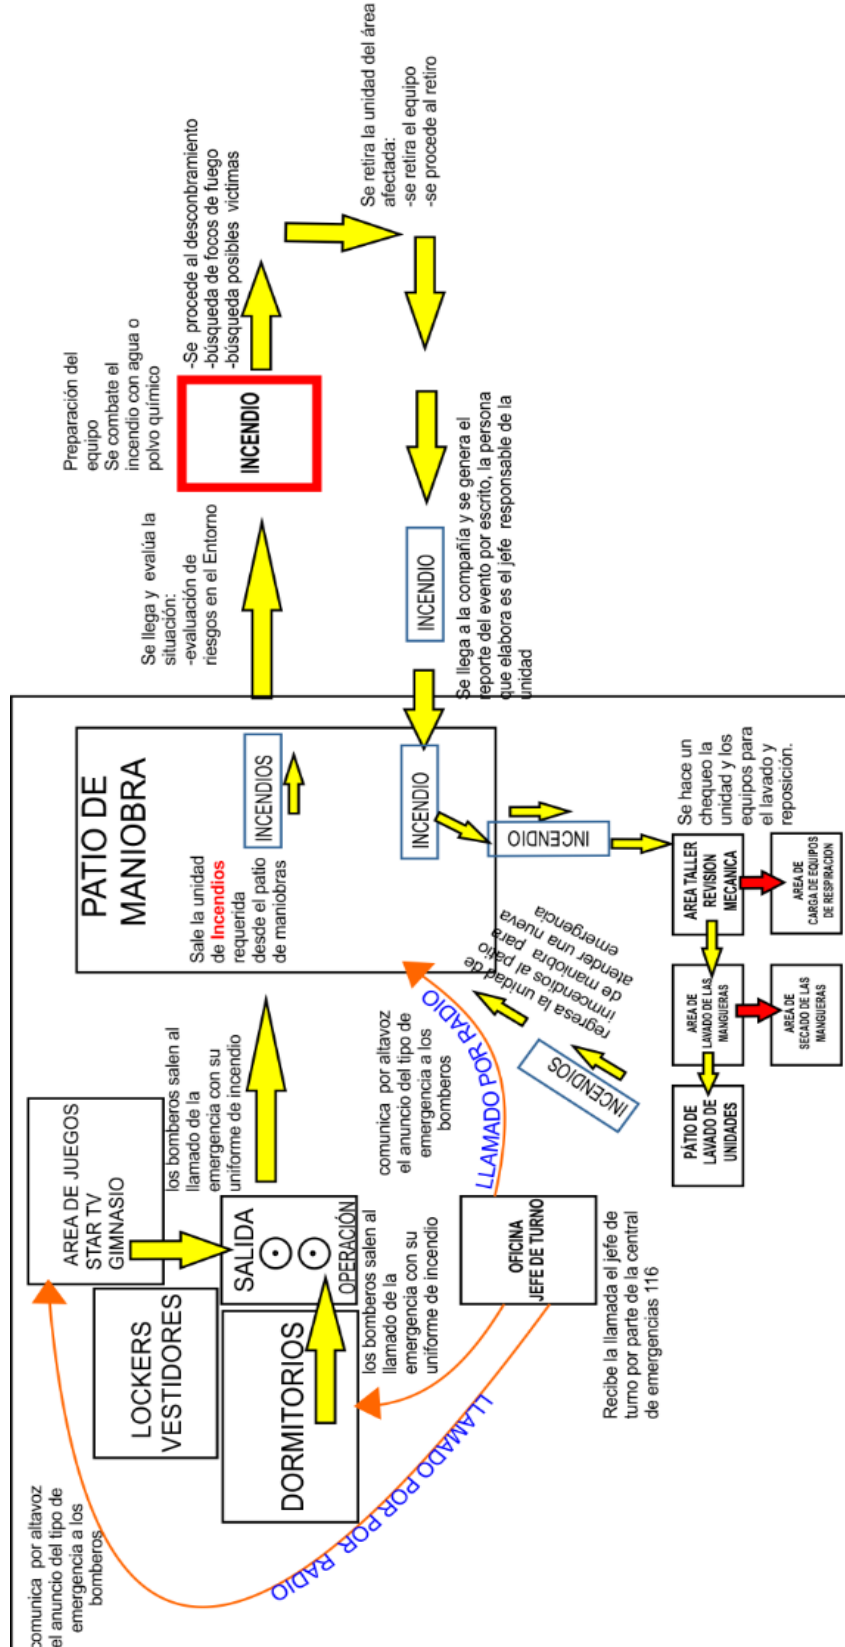 comunica por altavoz
el anuncio del tipo de
emergencia a los
bomberos
LOCKERS
VESTIDORES
AREA DE JUEGOS
STAR TV
GIMNASIO
DORMITORIOS
SALIDA
OPERACIÓN
los bomberos salen al
llamado de la
emergencia con su
uniforme de incendio
los bomberos salen al
llamado de la
emergencia con su
uniforme de incendio
LLAMADO POR POR RADIO
OFICINA
JEFE DE TURNO
Recibe la llamada el jefe de
turno por parte de la central
de emergencias 116
comunica por altavoz
el anuncio del tipo de
emergencia a los
bomberos
LLAMADO POR RADIO
PATIO DE
MANIOBRA
Sale la unidad
de Incendios
requerida
desde el patio
de maniobras
INCENDIOS
Se llega y evalúa la
situación:
-evaluación de
riesgos en el Entorno
Preparación del
equipo
Se combate el
incendio con agua o
polvo químico
INCENDIO
-Se procede al desconbramiento
-búsqueda de focos de fuego
-búsqueda posibles victimas
Se retira la unidad del área
afectada:
-se retira el equipo
-se procede al retiro
INCENDIO
Se llega a la compañía y se genera el
reporte del evento por escrito, la persona
que elabora es el jefe responsable de la
unidad
INCENDIO
INCENDIO
Se hace un
chequeo la
unidad y los
equipos para
el lavado y
reposición.
AREA TALLER
REVISION
MECANICA
AREA DE
CARGA DE EQUIPOS
DE RESPIRACION
AREA DE
LAVADO DE LAS
MANGUERAS
AREA DE
SECADO DE LAS
MANGUERAS
PÁTIO DE
LAVADO DE
UNIDADES
INCENDIOS
regresa la unidad de
inmcendios al patio
de maniobra para
atender una nueva
emergencia